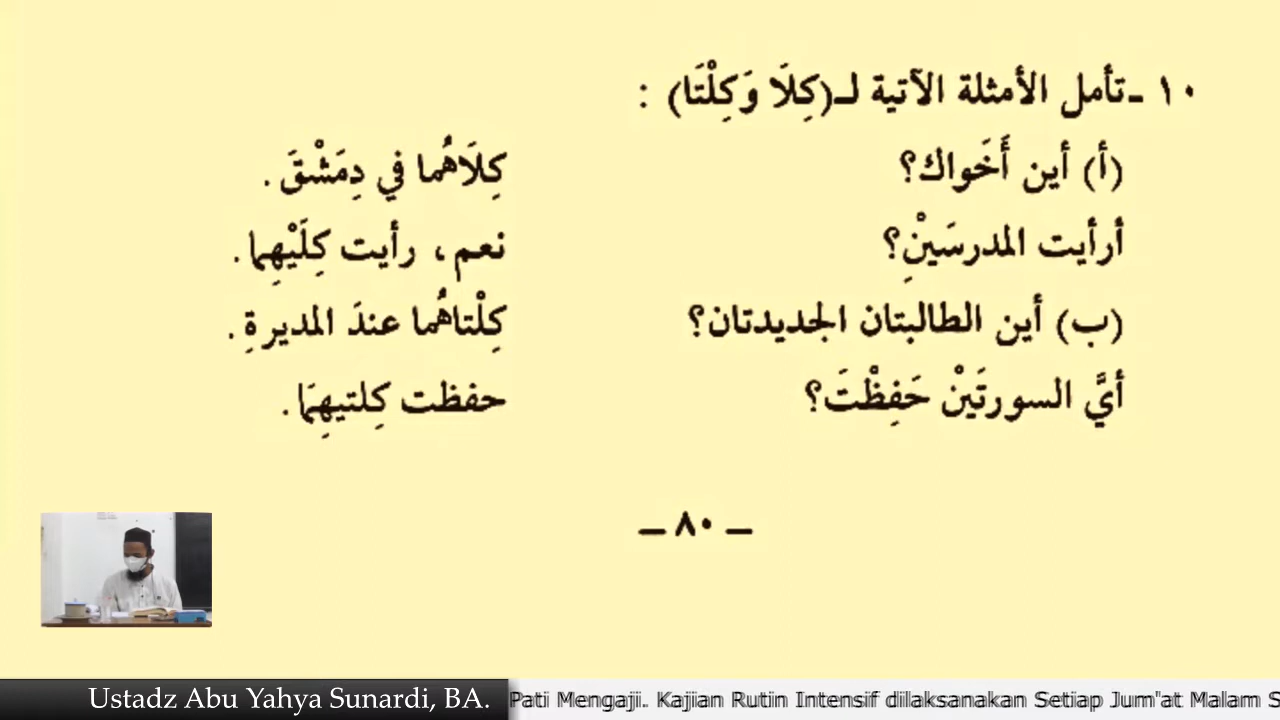 ١٠ ـ تأمل الأمثلة الآتية لـ (كِلَا وَكِلْتَا) :
(أ) أين أَخَواك؟ كِلَاهُما في دِمَشْقَ .
أرأيت المدرسَيْنِ؟ نعم ، رأيت كِلَيْهِما .
(ب) أين الطالبتان الجديدتان؟ كِلْتاهُما عندَ المديرةِ .
أيَّ السورتَيْنْ حَفِظْتَ؟ حفظت كِلتيهِمَا .
ـ ٨٠ ـ
Ustadz Abu Yahya Sunardi, BA.
Pati Mengaji. Kajian Rutin Intensif dilaksanakan Setiap Jum"at Malam S